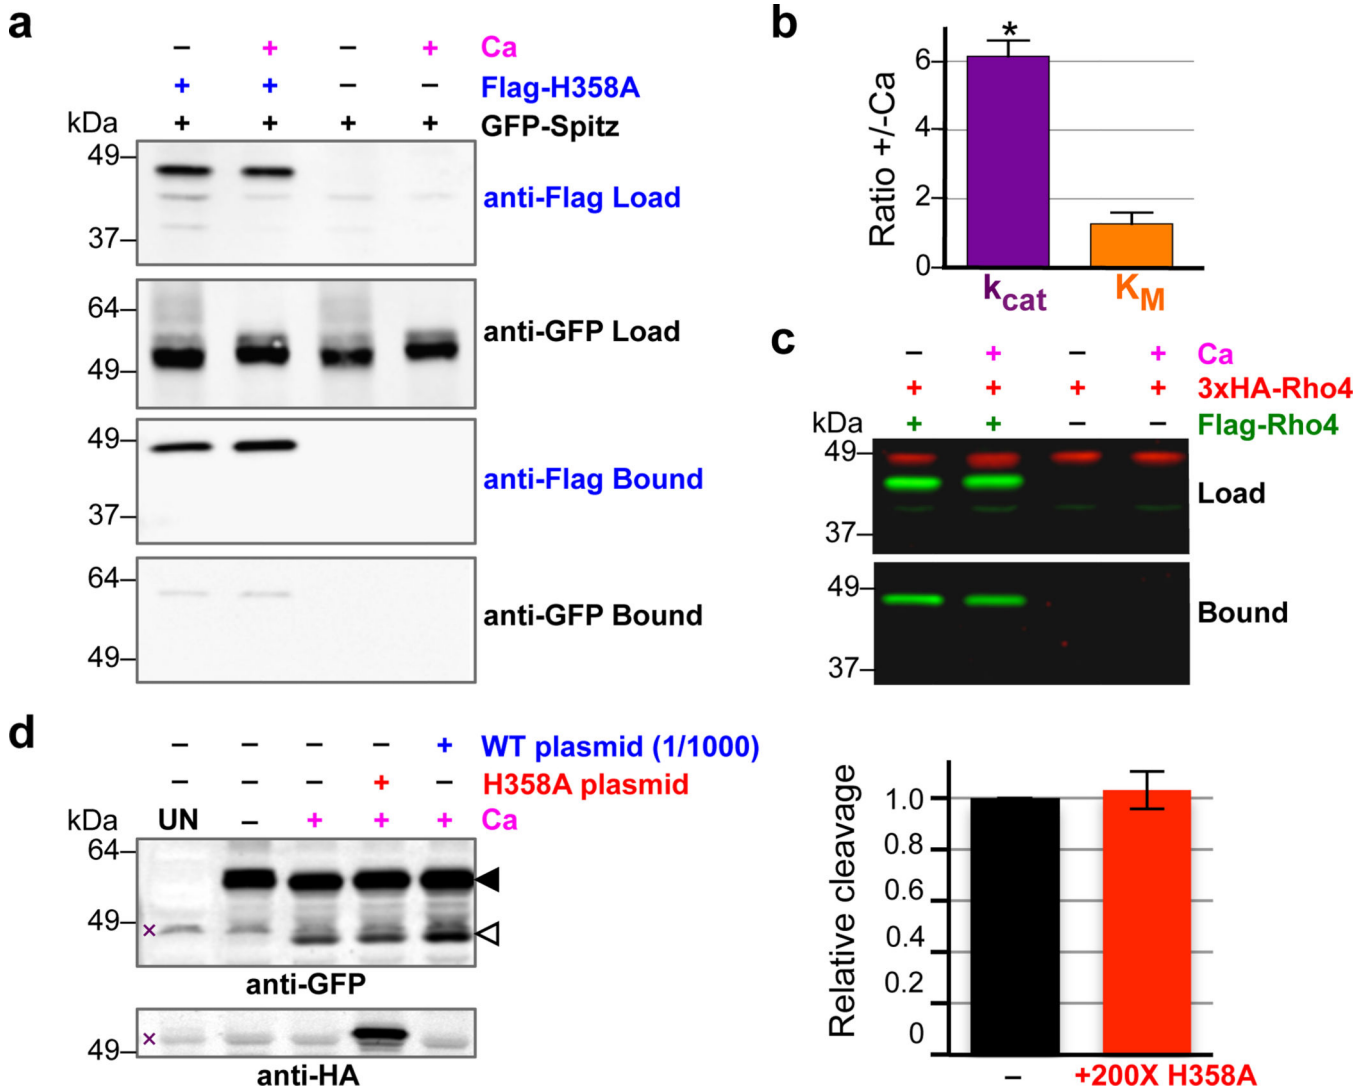 a
– + – + Ca
+ + – – Flag-H358A
kDa + + + + GFP-Spitz
49
37
anti-Flag Load
64
49
anti-GFP Load
49
37
anti-Flag Bound
64
49
anti-GFP Bound
b
Ratio +/-Ca
6
4
2
0
*
kcat
KM
c
– + – + Ca
+ + + + 3xHA-Rho4
kDa + + – – Flag-Rho4
49
37
Load
49
37
Bound
d
– – – – + WT plasmid (1/1000)
– – – + – H358A plasmid
kDa UN – + + + Ca
64
49
×
anti-GFP
×
49
anti-HA
Relative cleavage
1.0
0.8
0.6
0.4
0.2
0
–
+200X H358A